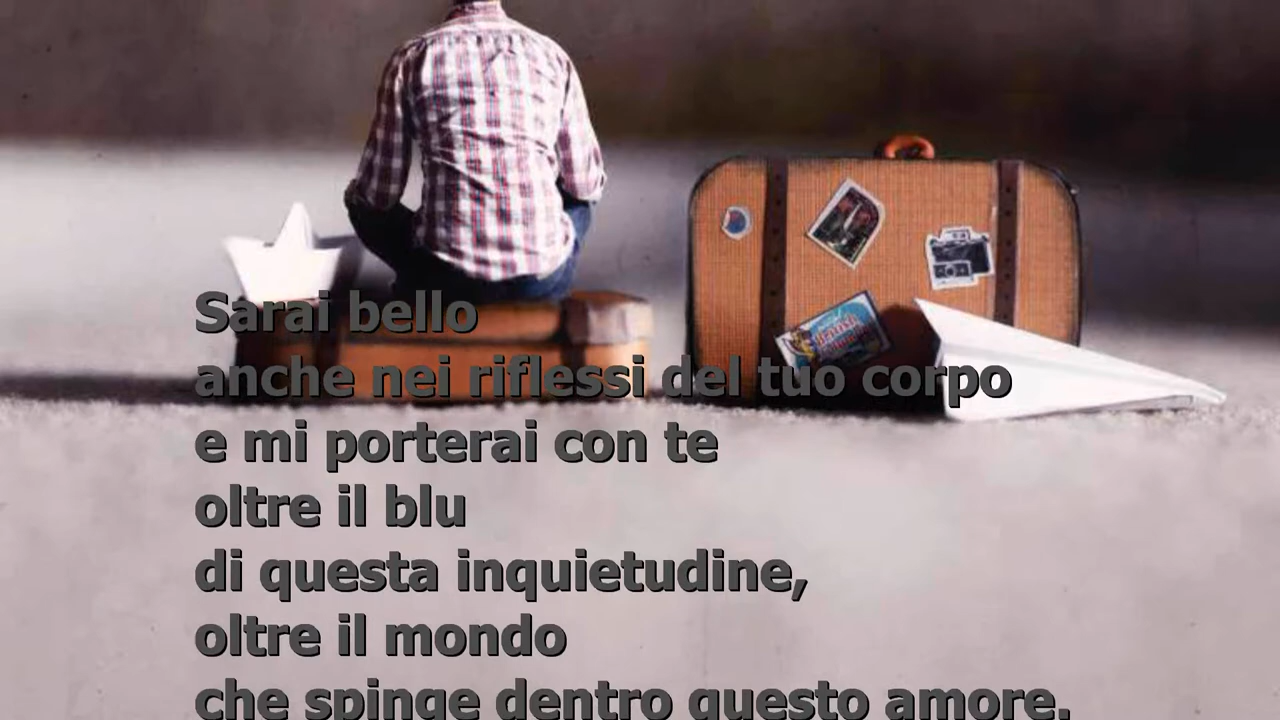 Sarai bello
anche nei riflessi del tuo corpo
e mi porterai con te
oltre il blu
di questa inquietudine,
oltre il mondo
che spinge dentro questo amore.